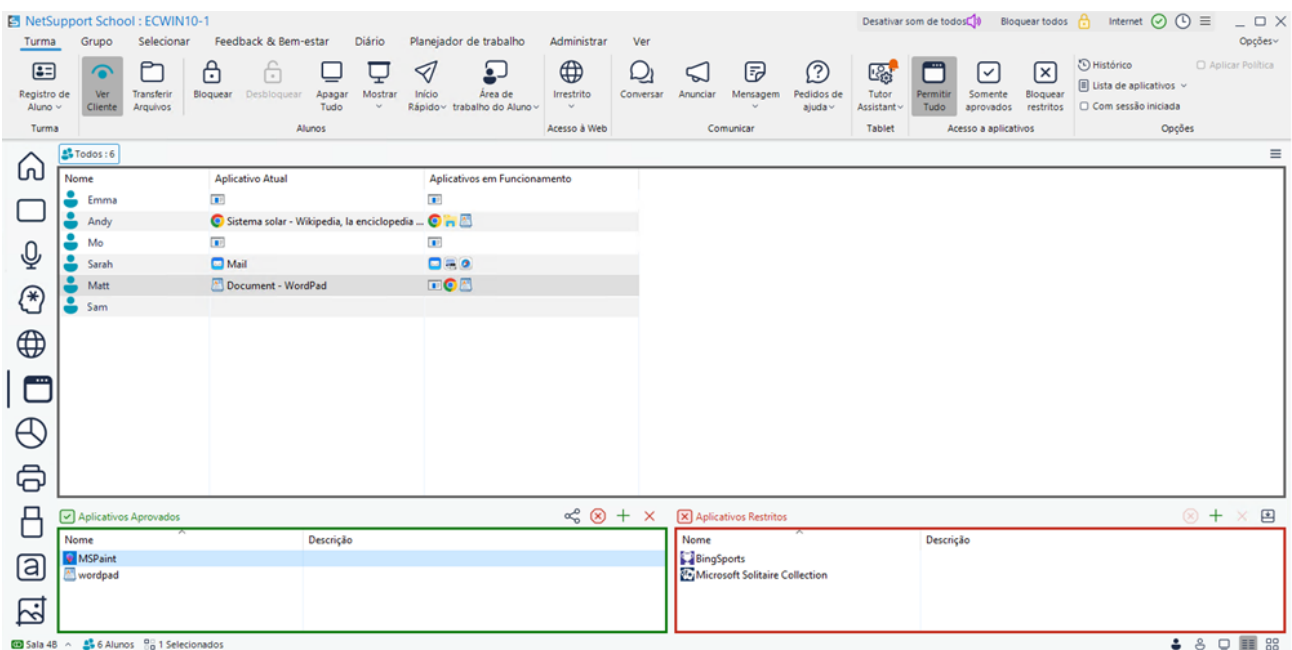 NetSupport School : ECWIN10-1
Desativar som de todos
Bloquear todos
Internet
Turma Grupo Selecionar Feedback & Bem-estar Diário Planejador de trabalho Administrar Ver
Opções
Registro de Aluno
Ver Cliente
Transferir Arquivos
Bloquear
Desbloquear
Apagar Tudo
Mostrar
Início Rápido
Área de trabalho do Aluno
Irrestrito
Conversar
Anunciar
Mensagem
Pedidos de ajuda
Tutor Assistant
Permitir Tudo
Somente aprovados
Bloquear restritos
Histórico
Aplicar Política
Lista de aplicativos
Com sessão iniciada
Turma
Alunos
Acesso à Web
Comunicar
Tablet
Acesso a aplicativos
Opções
Todos : 6
Nome Aplicativo Atual Aplicativos em Funcionamento
Emma
Andy Sistema solar - Wikipedia, la enciclopedia ...
Mo
Sarah Mail
Matt Document - WordPad
Sam
Aplicativos Aprovados
Nome Descrição
MSPaint
wordpad
Aplicativos Restritos
Nome Descrição
BingSports
Microsoft Solitaire Collection
Sala 48 6 Alunos 1 Selecionados